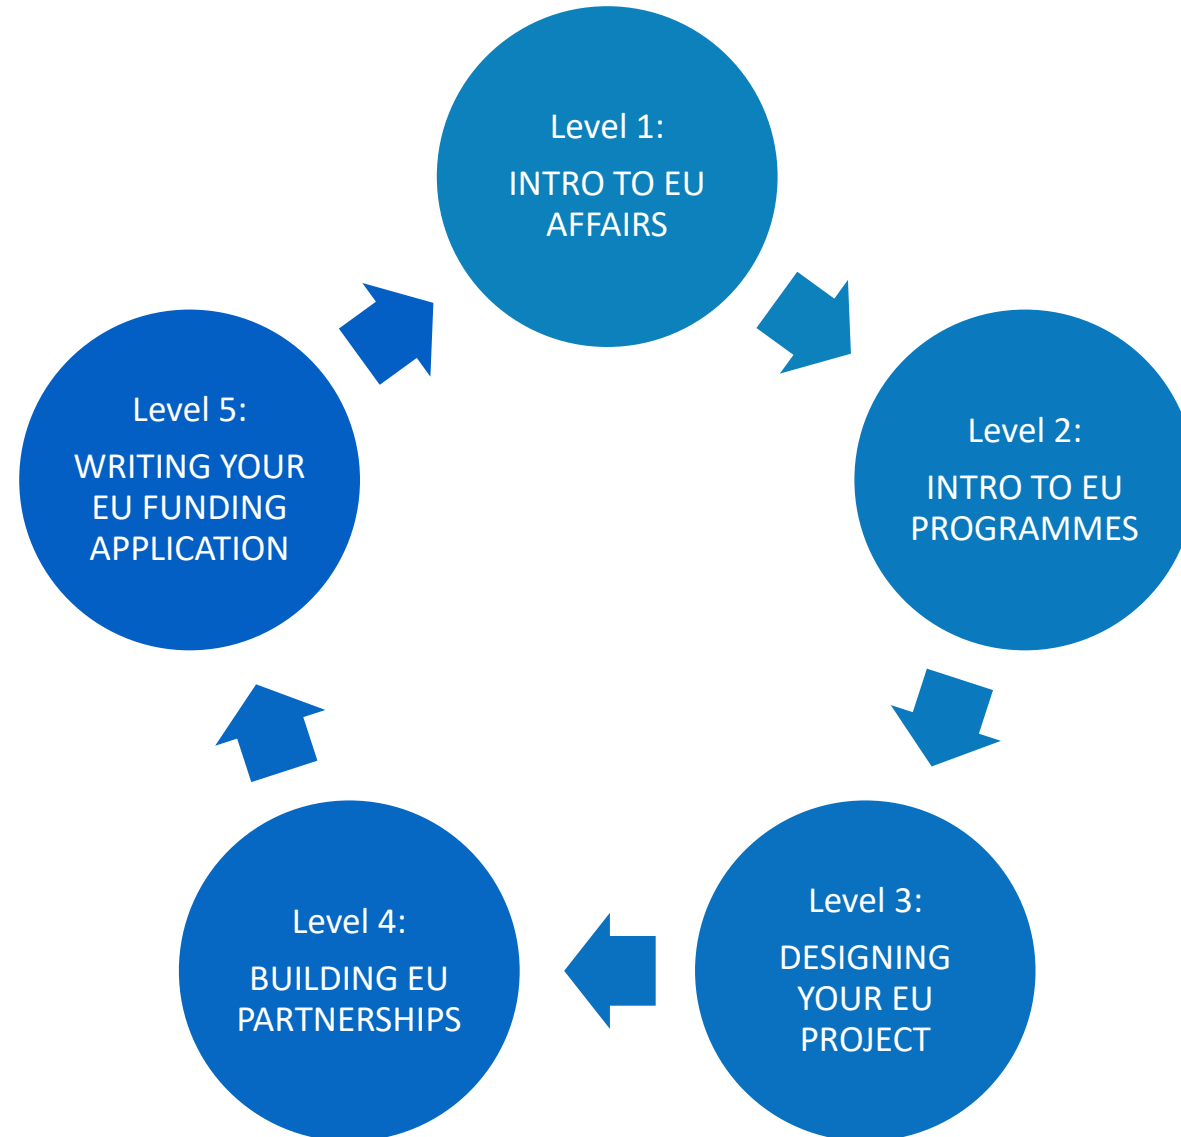 Level 1:
INTRO TO EU
AFFAIRS
Level 2:
INTRO TO EU
PROGRAMMES
Level 3:
DESIGNING
YOUR EU
PROJECT
Level 4:
BUILDING EU
PARTNERSHIPS
Level 5:
WRITING YOUR
EU FUNDING
APPLICATION